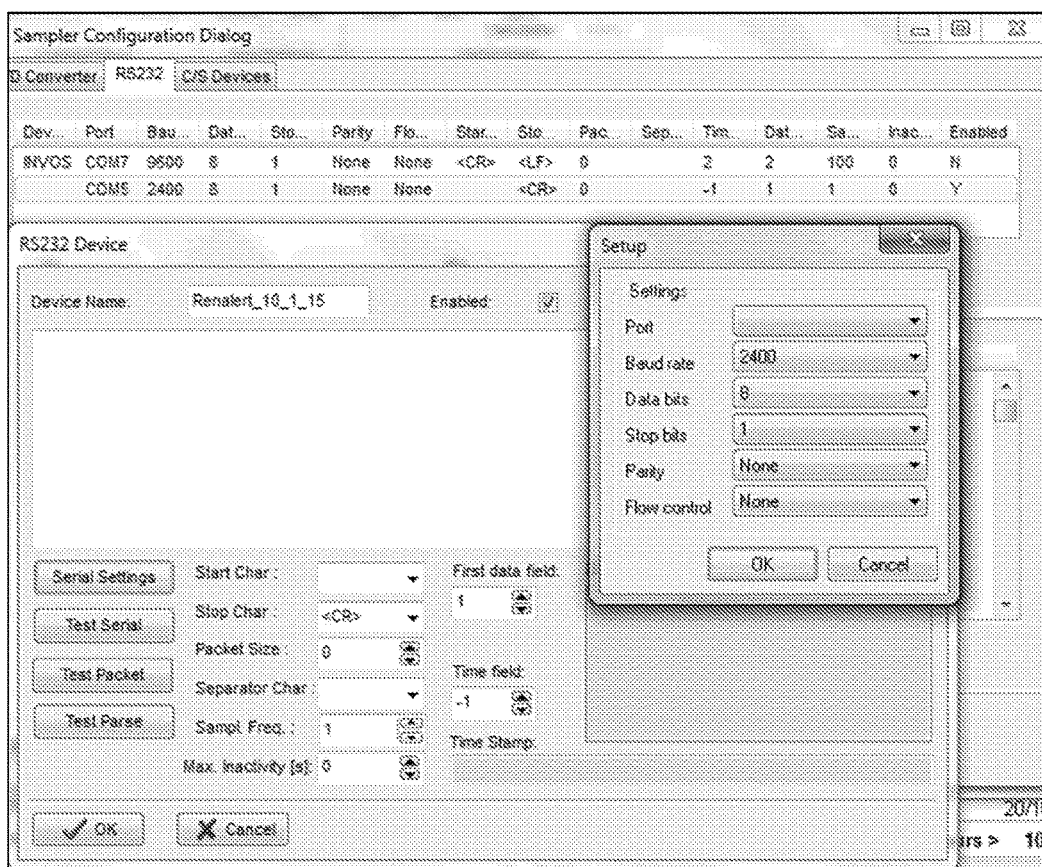 Sampler Configuration Dialog
D Converter RS232 C/S Devices
Dev... Port Bau... Dat... Sto... Parity Flo... Star... Sto... Pac... Sep... Tim... Dat... Sa... Inac... Enabled
INVOS COM7 9600 8 1 None None <CR> <LF> 0 2 2 100 0 N
COM5 2400 8 1 None None <CR> 0 -1 1 1 0 Y
RS232 Device
Device Name: Renalert_10_1_15 Enabled:
Setup
Settings
Port
Baud rate 2400
Data bits 8
Stop bits 1
Parity None
Flow control None
OK Cancel
Serial Settings
Test Serial
Test Packet
Test Parse
Start Char :
Stop Char : <CR>
Packet Size : 0
Separator Char :
Sampl. Freq. : 1
Max. Inactivity [s]: 0
First data field:
1
Time field:
-1
Time Stamp:
OK Cancel
20/1
urs > 10